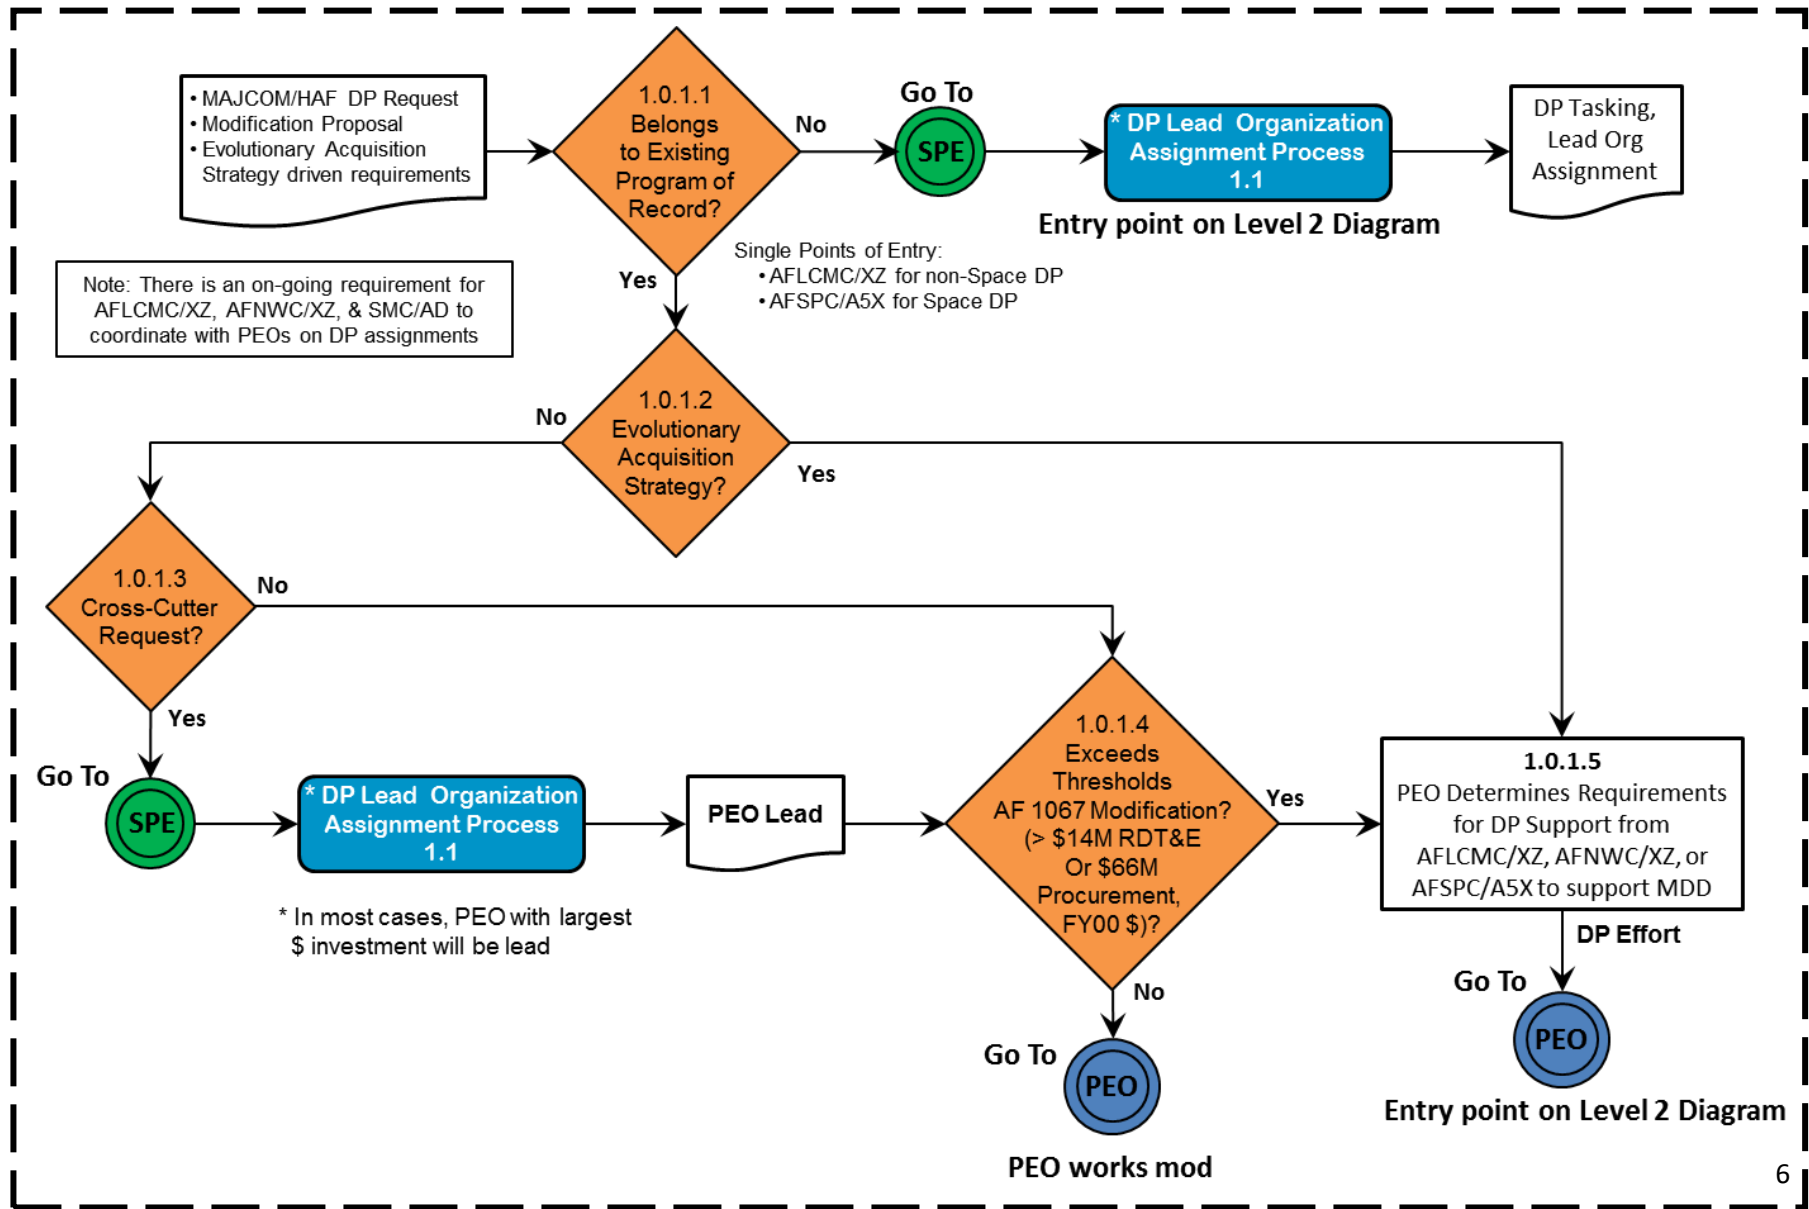 • MAJCOM/HAF DP Request
• Modification Proposal
• Evolutionary Acquisition
Strategy driven requirements
1.0.1.1
Belongs
to Existing
Program of
Record?
No
Go To
SPE
* DP Lead Organization
Assignment Process
1.1
Entry point on Level 2 Diagram
DP Tasking,
Lead Org
Assignment
Single Points of Entry:
• AFLCMC/XZ for non-Space DP
• AFSPC/A5X for Space DP
Yes
Note: There is an on-going requirement for
AFLCMC/XZ, AFNWC/XZ, & SMC/AD to
coordinate with PEOs on DP assignments
1.0.1.2
Evolutionary
Acquisition
Strategy?
No
Yes
1.0.1.3
Cross-Cutter
Request?
No
Yes
Go To
SPE
* DP Lead Organization
Assignment Process
1.1
* In most cases, PEO with largest
$ investment will be lead
PEO Lead
1.0.1.4
Exceeds
Thresholds
AF 1067 Modification?
(> $14M RDT&E
Or $66M
Procurement,
FY00 $)?
Yes
No
Go To
PEO
PEO works mod
1.0.1.5
PEO Determines Requirements
for DP Support from
AFLCMC/XZ, AFNWC/XZ, or
AFSPC/A5X to support MDD
DP Effort
Go To
PEO
Entry point on Level 2 Diagram
6